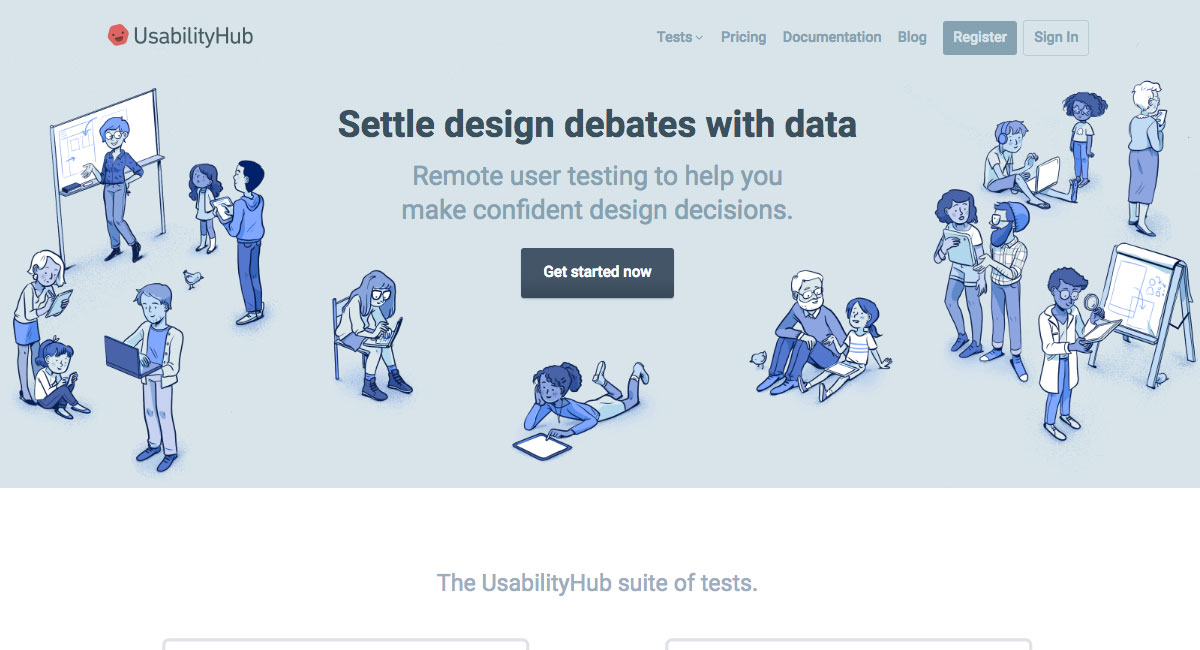 UsabilityHub
Tests
Pricing
Documentation
Blog
Register
Sign In
Settle design debates with data
Remote user testing to help you
make confident design decisions.
Get started now
The UsabilityHub suite of tests.